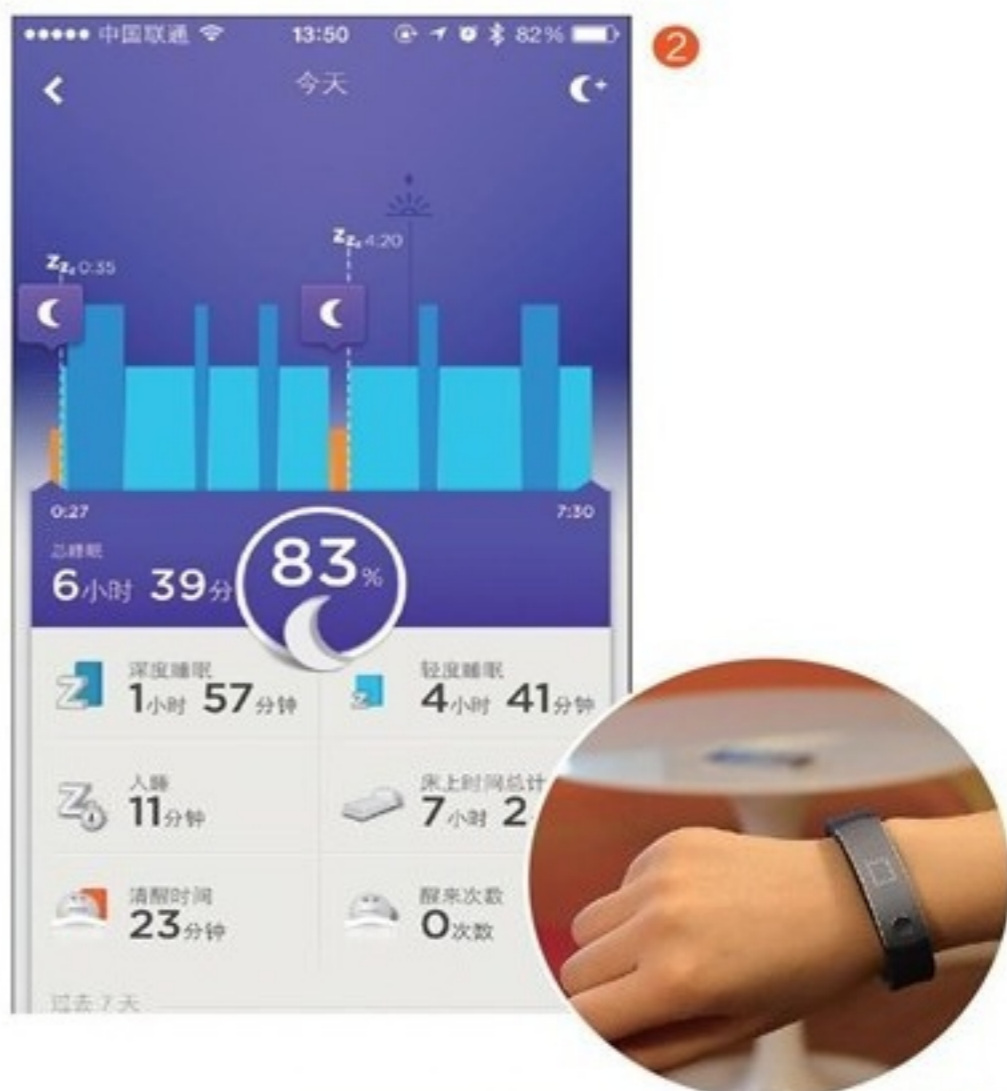 中国联通 13:50 82%
2
今天
4:20
0:35
0:27 7:30
总睡眠
6小时 39分
83%
深度睡眠 轻度睡眠
1小时 57分钟 4小时 41分钟
入睡 床上时间总计
11分钟 7小时 2
清醒时间 醒来次数
23分钟 0次数
过去 7 天